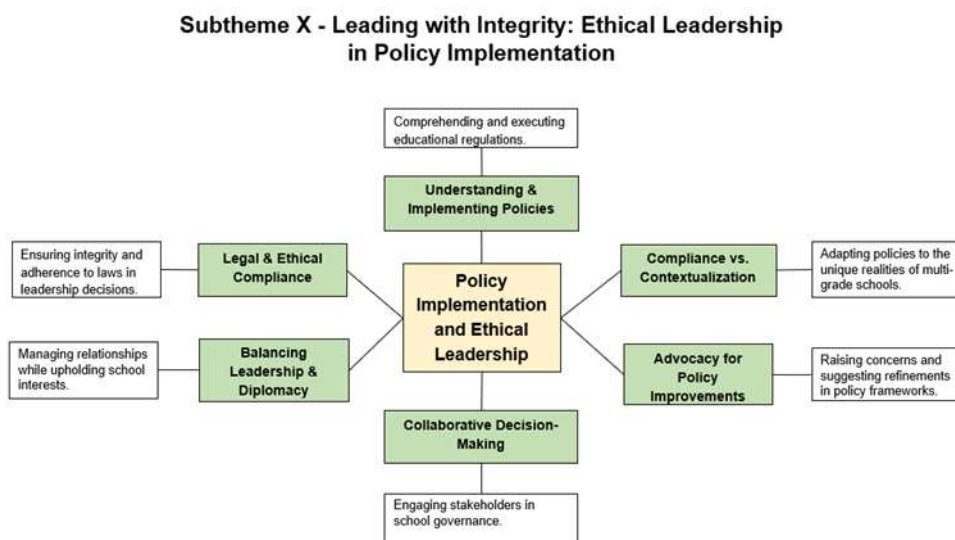 Subtheme X - Leading with Integrity: Ethical Leadership
in Policy Implementation
Comprehending and executing
educational regulations.
Understanding &
Implementing Policies
Ensuring integrity and
adherence to laws in
leadership decisions.
Legal & Ethical
Compliance
Policy
Implementation
and Ethical
Leadership
Compliance vs.
Contextualization
Adapting policies to the
unique realities of multi-
grade schools.
Managing relationships
while upholding school
interests.
Balancing
Leadership &
Diplomacy
Advocacy for
Policy
Improvements
Raising concerns and
suggesting refinements
in policy frameworks.
Collaborative Decision-
Making
Engaging stakeholders in
school governance.